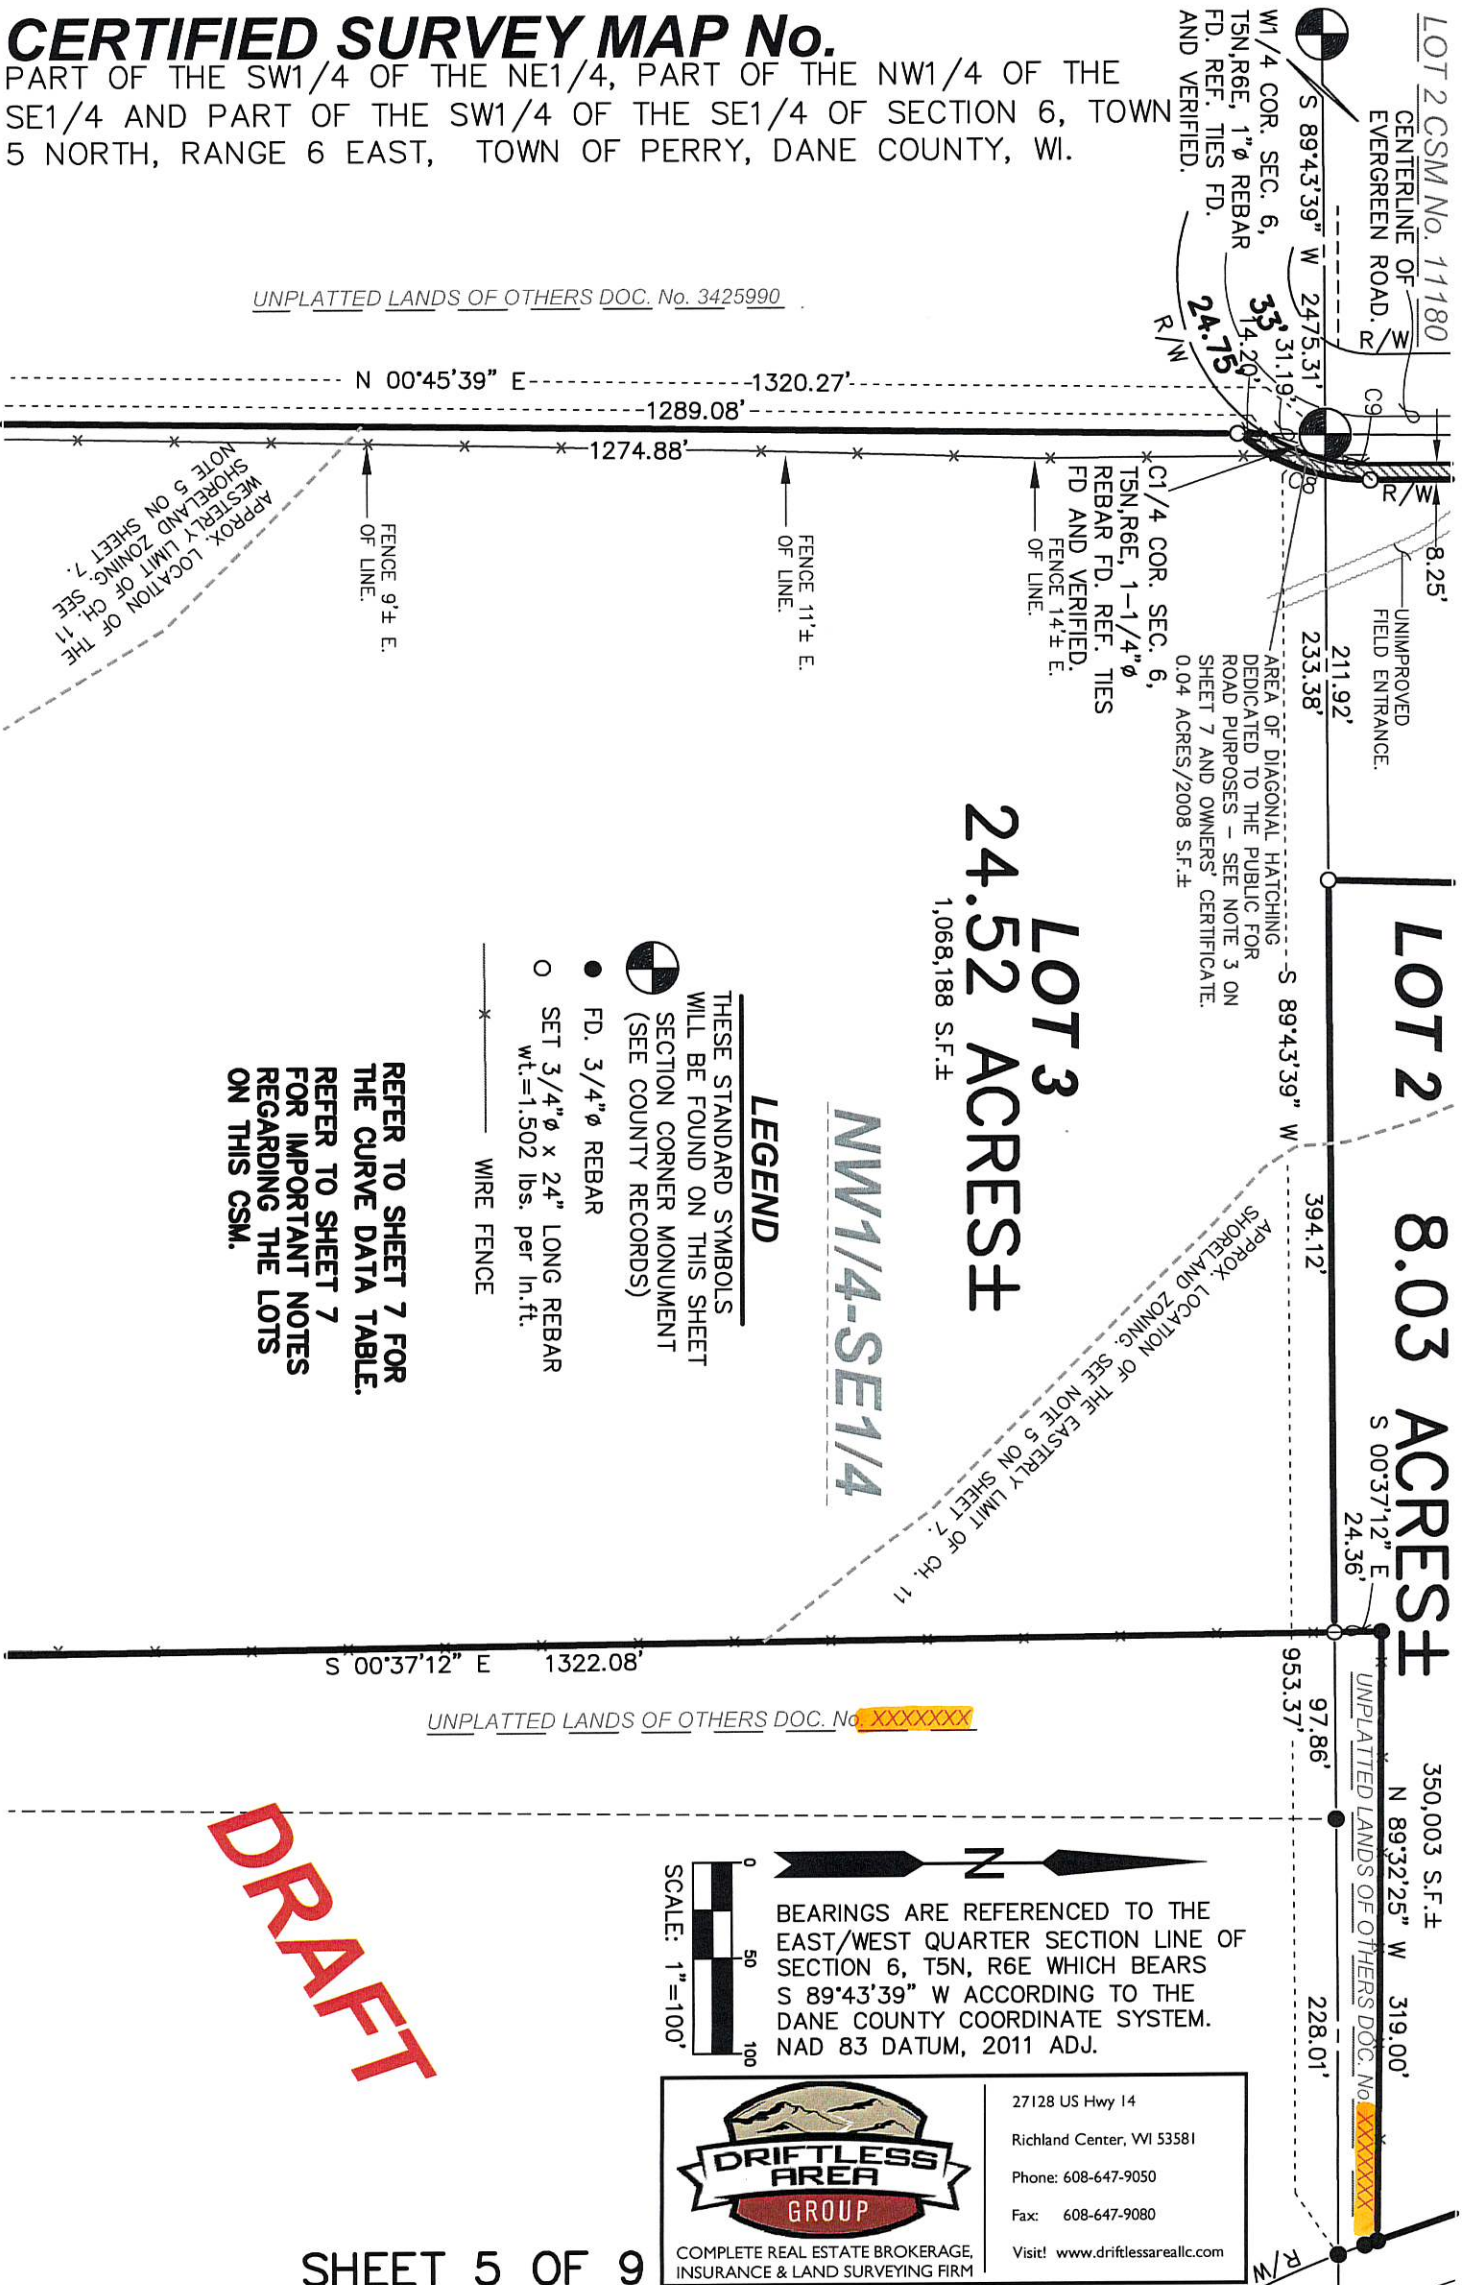 CERTIFIED SURVEY MAP No.
PART OF THE SW1/4 OF THE NE1/4, PART OF THE NW1/4 OF THE
SE1/4 AND PART OF THE SW1/4 OF THE SE1/4 OF SECTION 6, TOWN
5 NORTH, RANGE 6 EAST, TOWN OF PERRY, DANE COUNTY, WI.
LOT 2 CSM No. 11180
CENTERLINE OF
EVERGREEN ROAD.
R/W
S 89°43'39" W 2475.31'
W1/4 COR. SEC. 6,
T5N,R6E, 1"ø REBAR
FD. REF. TIES FD.
AND VERIFIED.
33'
31.19'
14.20'
24.75'
R/W
C9
C8
R/W
8.25'
UNPLATTED LANDS OF OTHERS DOC. No. 3425990
N 00°45'39" E
1320.27'
1289.08'
1274.88'
C1/4 COR. SEC. 6,
T5N,R6E, 1-1/4"ø
REBAR FD. REF. TIES
FD AND VERIFIED.
FENCE 14'± E.
OF LINE.
FENCE 11'± E.
OF LINE.
FENCE 9'± E.
OF LINE.
APPROX. LOCATION OF THE
WESTERLY LIMIT OF CH. 11
SHORELAND ZONING. SEE
NOTE 5 ON SHEET 7.
UNIMPROVED
FIELD ENTRANCE.
211.92'
233.38'
AREA OF DIAGONAL HATCHING
DEDICATED TO THE PUBLIC FOR
ROAD PURPOSES - SEE NOTE 3 ON
SHEET 7 AND OWNERS' CERTIFICATE.
0.04 ACRES/2008 S.F.±
LOT 2 8.03 ACRES±
350,003 S.F.±
LOT 3
24.52 ACRES±
1,068,188 S.F.±
S 89°43'39" W
394.12'
S 00°37'12" E
24.36'
NW1/4-SE1/4
APPROX. LOCATION OF THE EASTERLY LIMIT OF CH. 11
SHORELAND ZONING. SEE NOTE 5 ON SHEET 7.
LEGEND
THESE STANDARD SYMBOLS
WILL BE FOUND ON THIS SHEET
SECTION CORNER MONUMENT
(SEE COUNTY RECORDS)
FD. 3/4"ø REBAR
SET 3/4"ø x 24" LONG REBAR
wt.=1.502 lbs. per ln.ft.
WIRE FENCE
REFER TO SHEET 7 FOR
THE CURVE DATA TABLE.
REFER TO SHEET 7
FOR IMPORTANT NOTES
REGARDING THE LOTS
ON THIS CSM.
S 00°37'12" E 1322.08'
UNPLATTED LANDS OF OTHERS DOC. No. XXXXXXX
953.37'
97.86'
N 89°32'25" W 319.00'
UNPLATTED LANDS OF OTHERS DOC. No. XXXXXXX
228.01'
R/W
N
BEARINGS ARE REFERENCED TO THE
EAST/WEST QUARTER SECTION LINE OF
SECTION 6, T5N, R6E WHICH BEARS
S 89°43'39" W ACCORDING TO THE
DANE COUNTY COORDINATE SYSTEM.
NAD 83 DATUM, 2011 ADJ.
0 50 100
SCALE: 1"=100'
DRAFT
DRIFTLESS
AREA
GROUP
COMPLETE REAL ESTATE BROKERAGE,
INSURANCE & LAND SURVEYING FIRM
27128 US Hwy 14
Richland Center, WI 53581
Phone: 608-647-9050
Fax: 608-647-9080
Visit! www.driftlessareallc.com
SHEET 5 OF 9